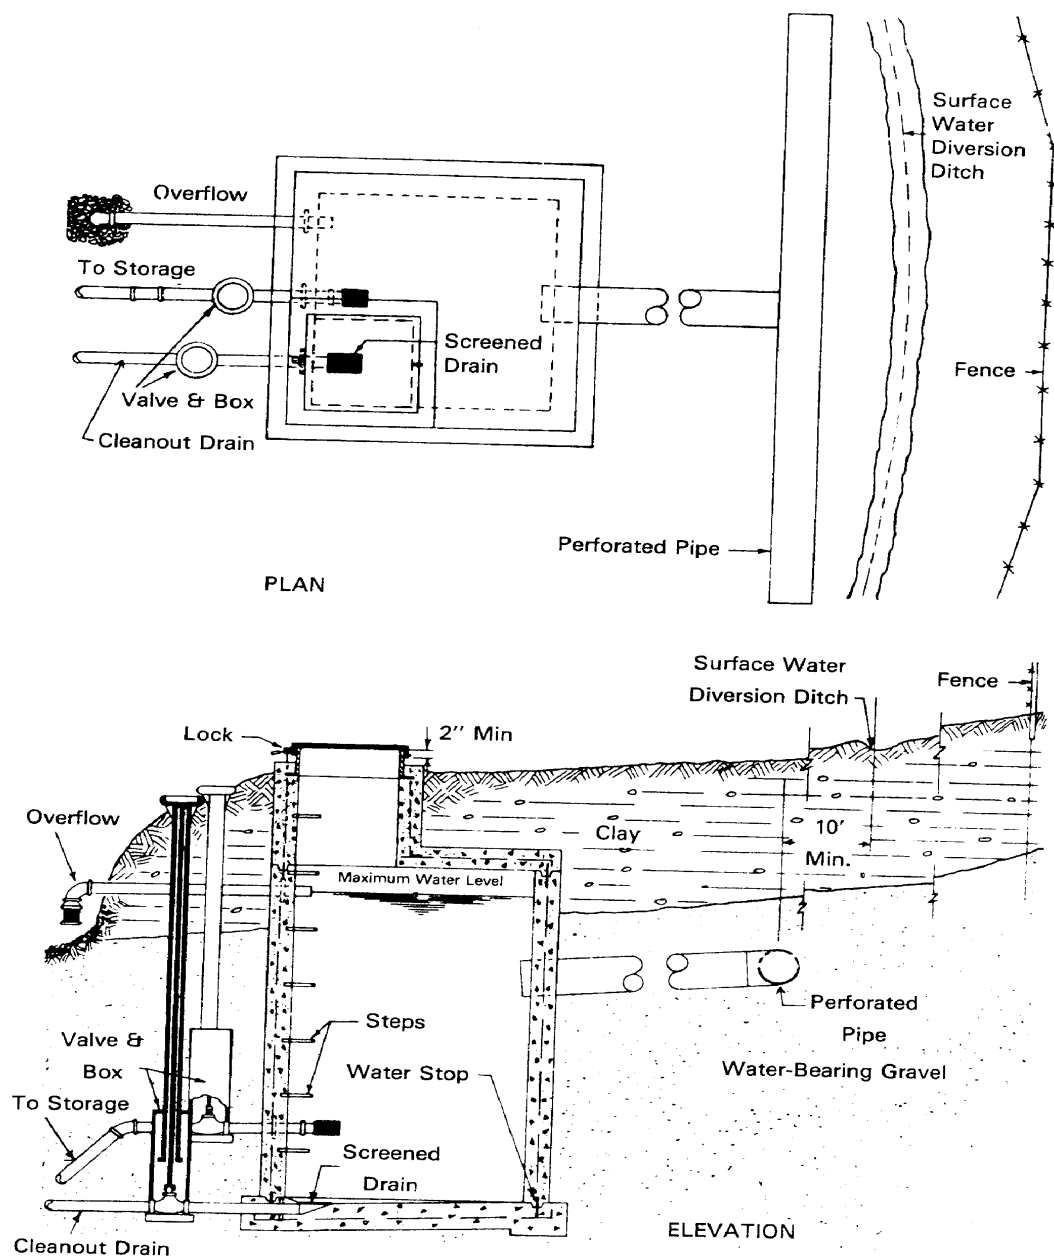 Surface
Water
Diversion
Ditch
Overflow
To Storage
Screened
Drain
Fence
Valve & Box
Cleanout Drain
Perforated Pipe
PLAN
Surface Water
Diversion Ditch
Fence
Lock
2'' Min
Overflow
Clay
10'
Min.
Maximum Water Level
Steps
Perforated
Pipe
Valve &
Box
Water Stop
Water-Bearing Gravel
To Storage
Screened
Drain
ELEVATION
Cleanout Drain